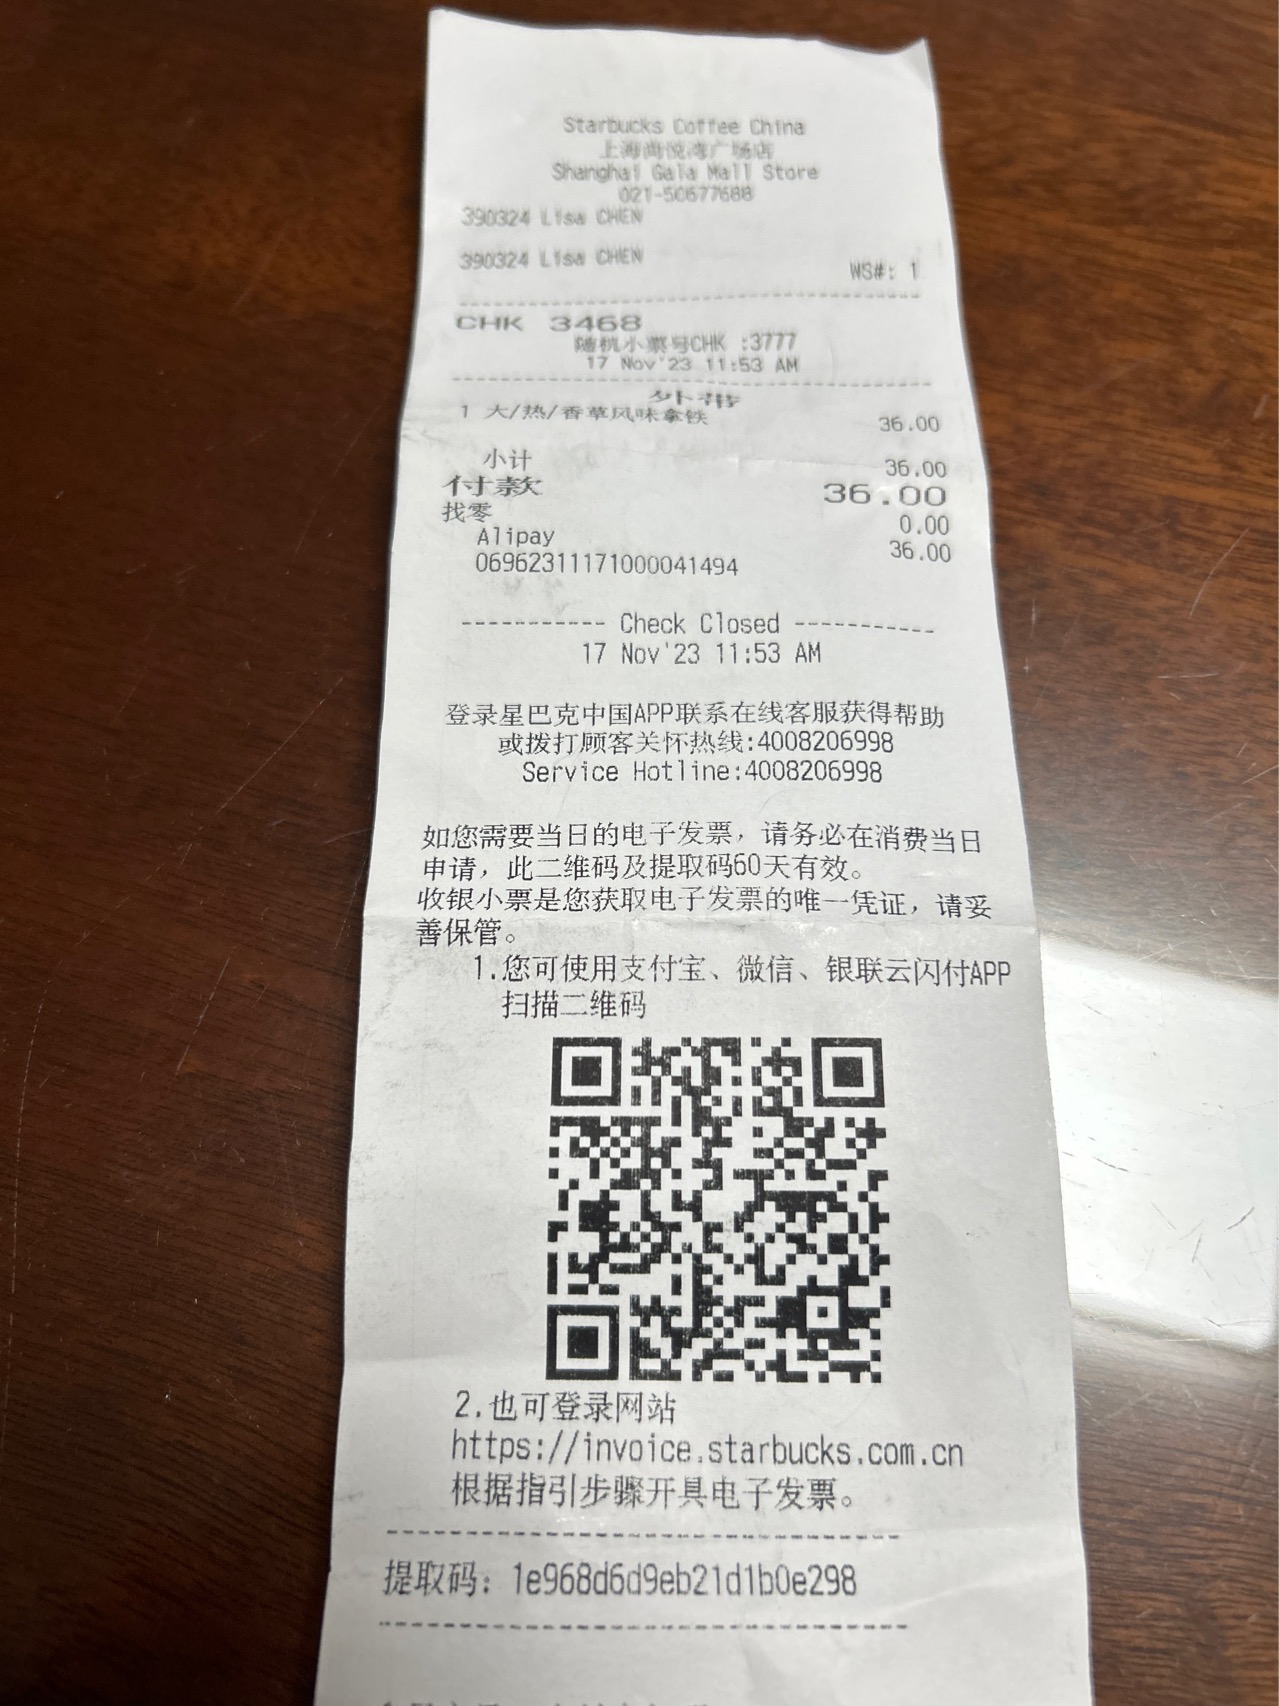 Starbucks Coffee China
上海尚悦湾广场店
Shanghai Gala Mall Store
021-50677688
390324 Lisa CHEN
390324 Lisa CHEN
WS#: 1
CHK 3468
随机小票号CHK :3777
17 Nov'23 11:53 AM
外带
1 大/热/香草风味拿铁 36.00
小计 36.00
付款 36.00
找零 0.00
Alipay 36.00
069623111171000041494
----------- Check Closed -----------
17 Nov'23 11:53 AM
登录星巴克中国APP联系在线客服获得帮助
或拨打顾客关怀热线:4008206998
Service Hotline:4008206998
如您需要当日的电子发票，请务必在消费当日
申请，此二维码及提取码60天有效。
收银小票是您获取电子发票的唯一凭证，请妥
善保管。
1.您可使用支付宝、微信、银联云闪付APP
扫描二维码
2.也可登录网站
https://invoice.starbucks.com.cn
根据指引步骤开具电子发票。
提取码：1e968d6d9eb21d1b0e298